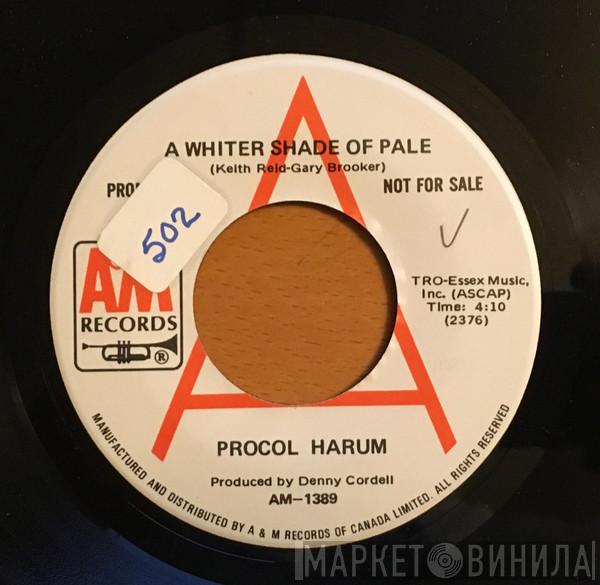 A WHITER SHADE OF PALE
(Keith Reid-Gary Brooker)
NOT FOR SALE
502
A&M
RECORDS
®
TRO-Essex Music,
Inc. (ASCAP)
Time: 4:10
(2376)
PROCOL HARUM
Produced by Denny Cordell
AM-1389
MANUFACTURED AND DISTRIBUTED BY A & M RECORDS OF CANADA LIMITED. ALL RIGHTS RESERVED
МАРКЕТ ВИНИЛА